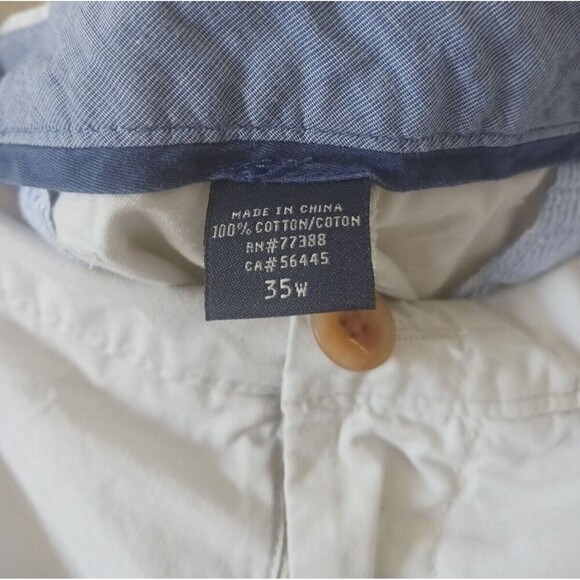 MADE IN CHINA
100% COTTON/COTON
RN#77388
CA#56445
35W